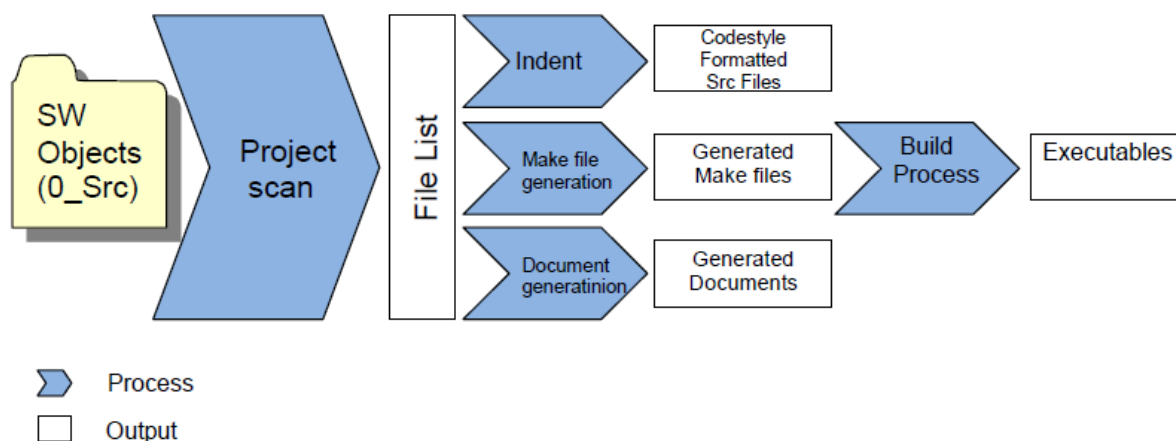 SW
Objects
(0_Src)
Project
scan
File List
Indent
Codestyle
Formatted
Src Files
Make file
generation
Generated
Make files
Build
Process
Executables
Document
generatinion
Generated
Documents
Process
Output